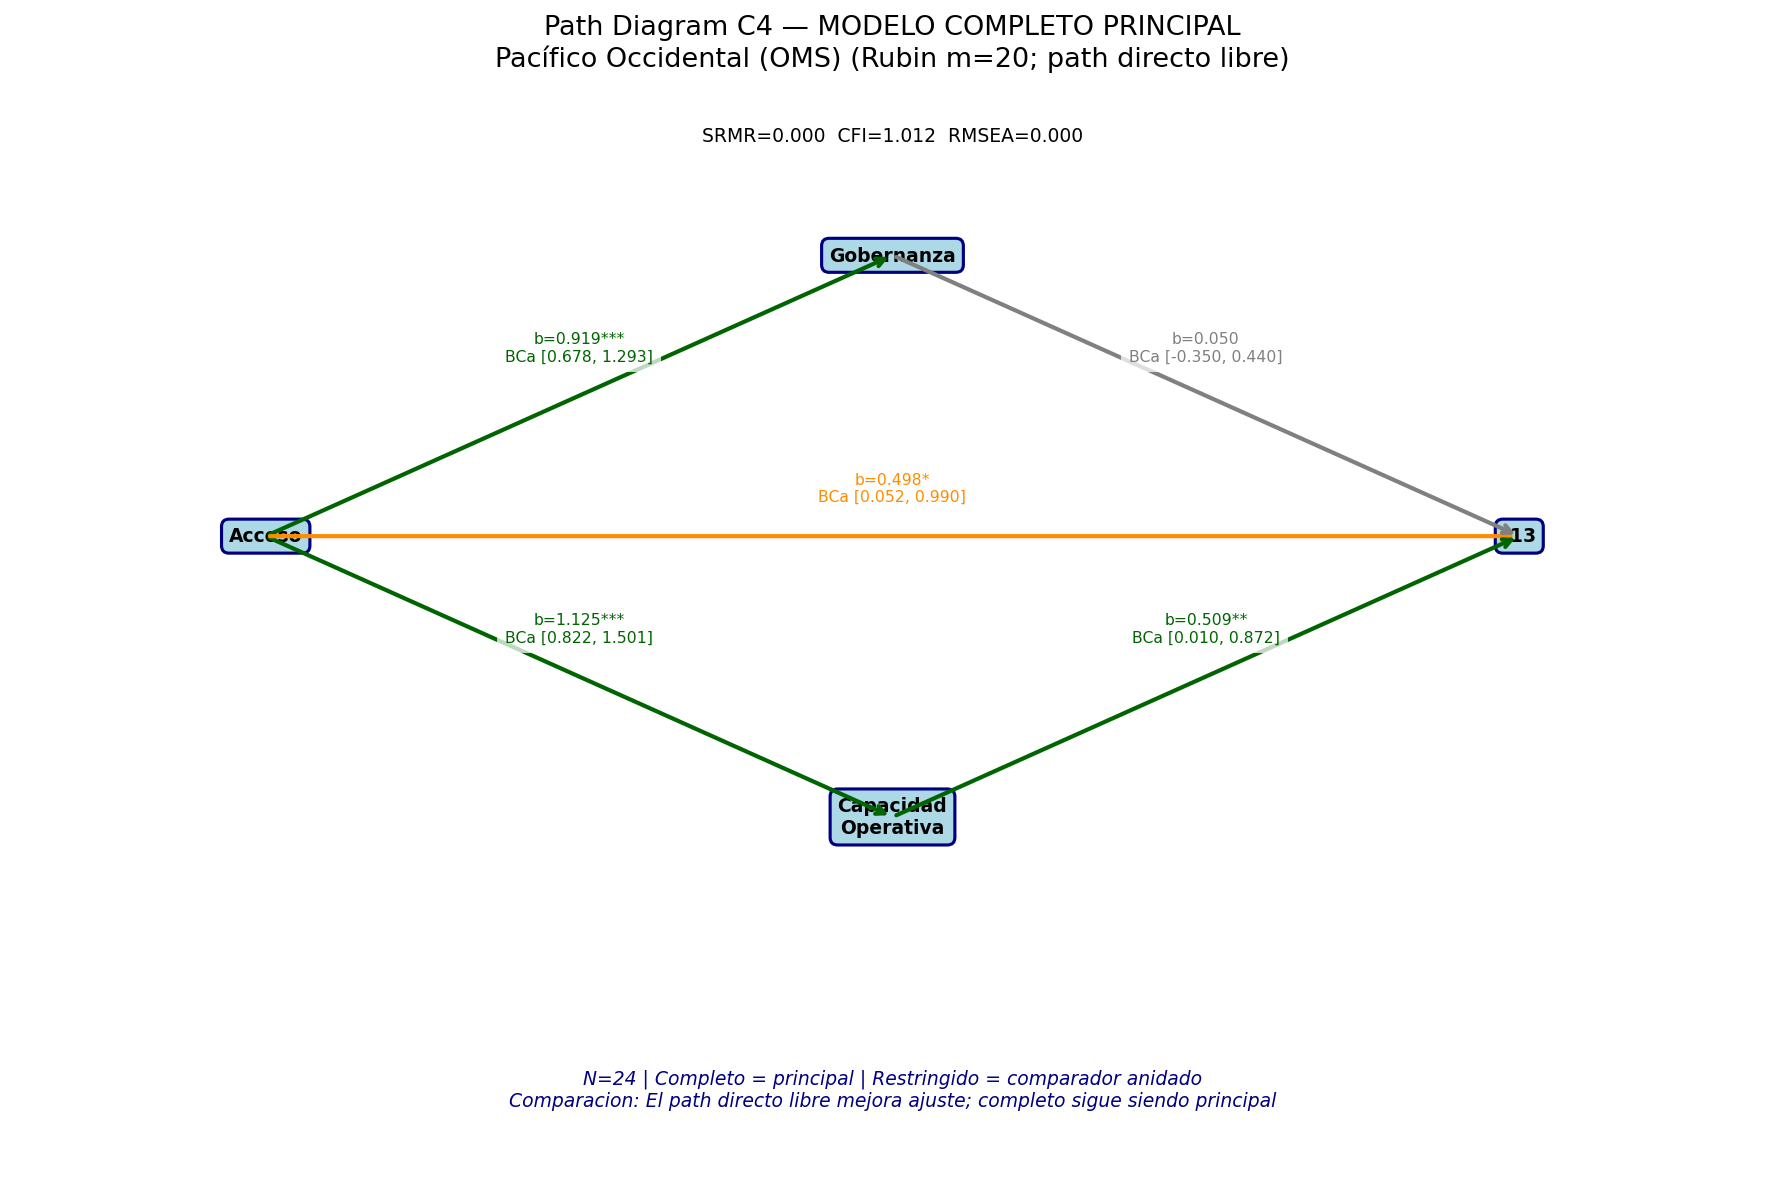 Path Diagram C4 — MODELO COMPLETO PRINCIPAL
Pacífico Occidental (OMS) (Rubin m=20; path directo libre)
SRMR=0.000  CFI=1.012  RMSEA=0.000
Gobernanza
b=0.919***
BCa [0.678, 1.293]
b=0.050
BCa [-0.350, 0.440]
b=0.498*
BCa [0.052, 0.990]
Acceso
13
b=1.125***
BCa [0.822, 1.501]
b=0.509**
BCa [0.010, 0.872]
Capacidad
Operativa
N=24 | Completo = principal | Restringido = comparador anidado
Comparacion: El path directo libre mejora ajuste; completo sigue siendo principal